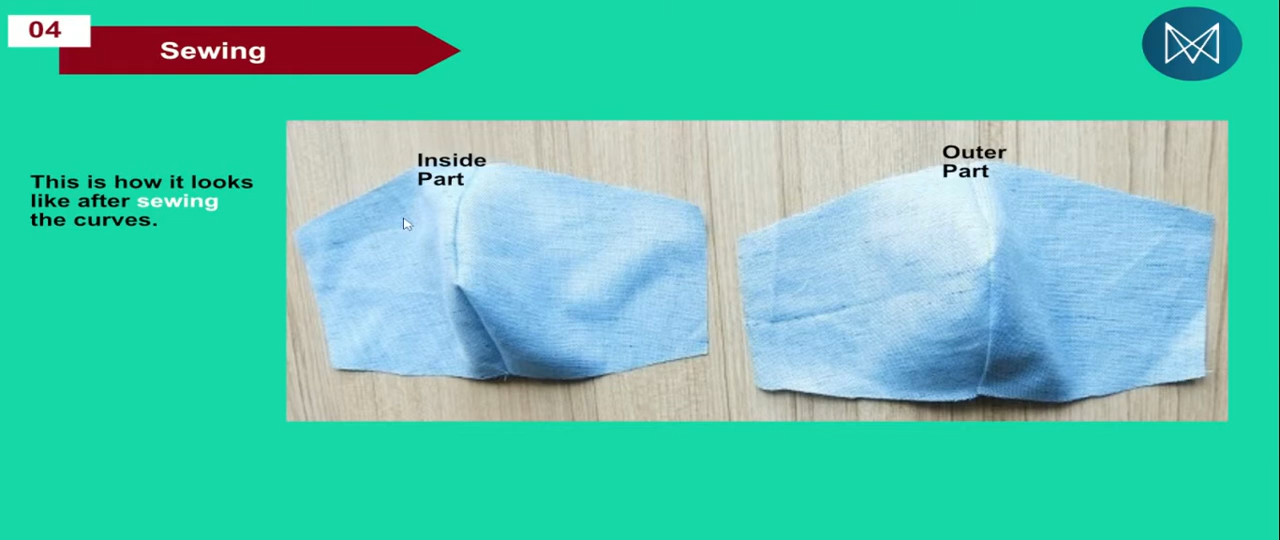 04
Sewing
Inside
Part
Outer
Part
This is how it looks
like after sewing
the curves.